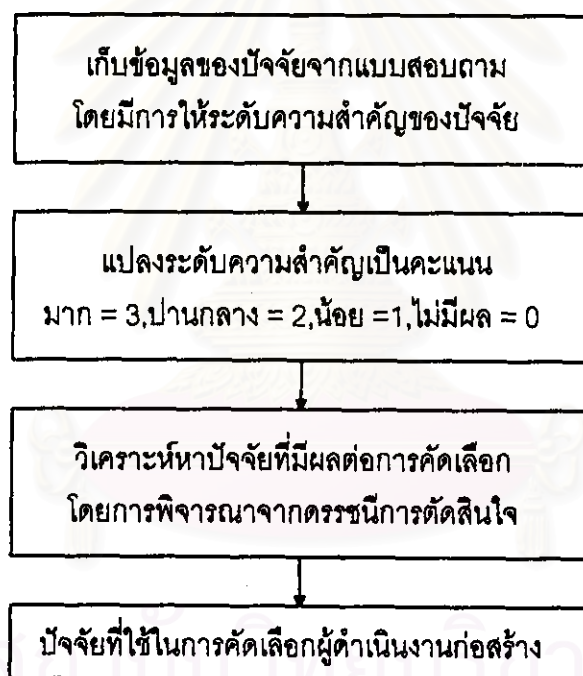 เก็บข้อมูลของปัจจัยจากแบบสอบถาม
โดยมีการให้ระดับความสำคัญของปัจจัย
แปลงระดับความสำคัญเป็นคะแนน
มาก = 3,ปานกลาง = 2,น้อย =1,ไม่มีผล = 0
วิเคราะห์หาปัจจัยที่มีผลต่อการคัดเลือก
โดยการพิจารณาจากดรรชนีการตัดสินใจ
ปัจจัยที่ใช้ในการคัดเลือกผู้ดำเนินงานก่อสร้าง